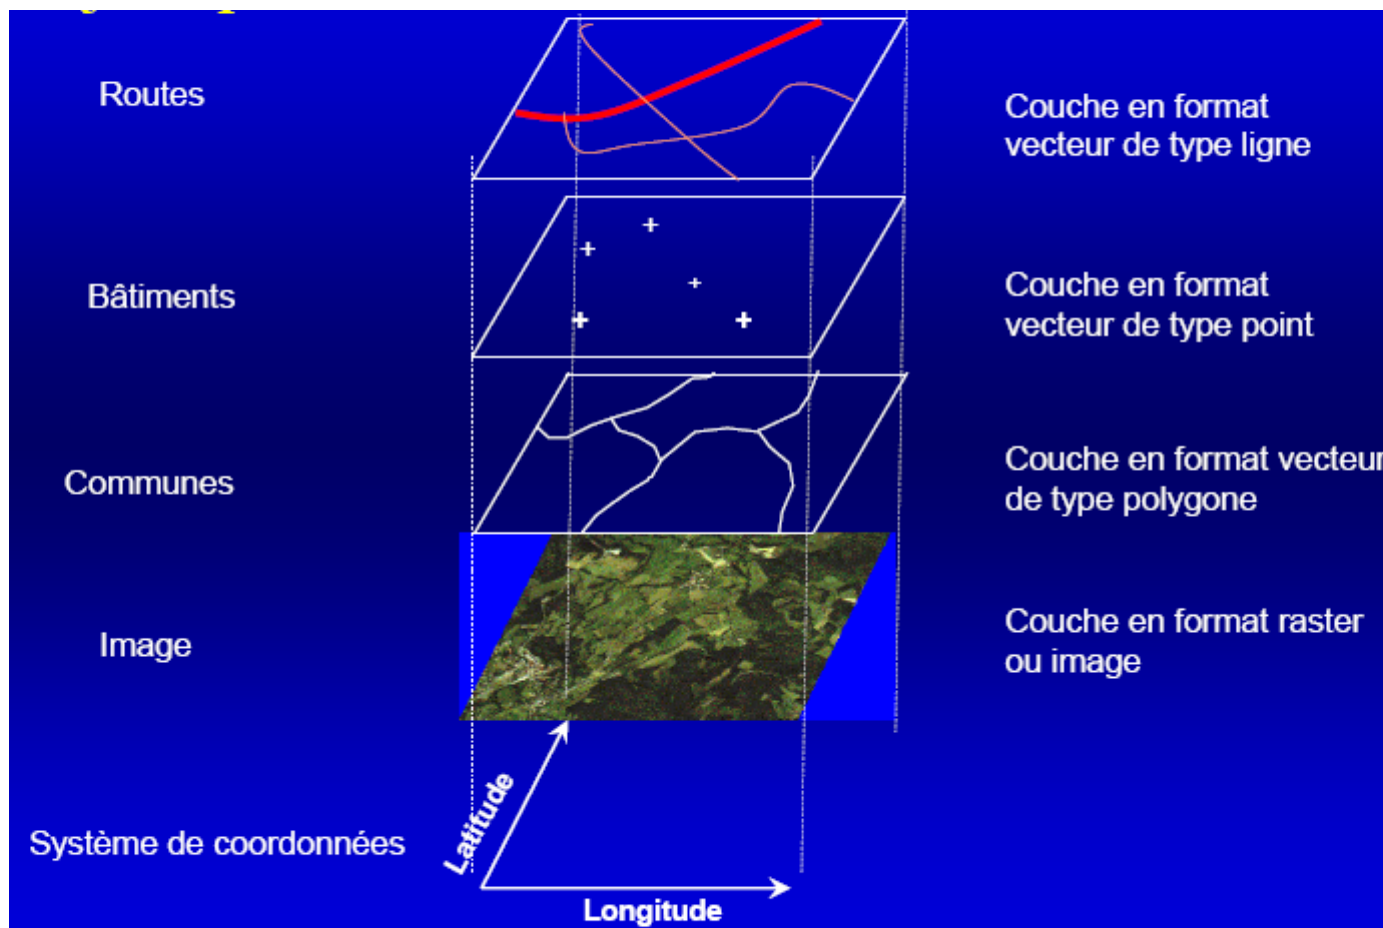 Routes
Couche en format
vecteur de type ligne
Bâtiments
Couche en format
vecteur de type point
Communes
Couche en format vecteur
de type polygone
Image
Couche en format raster
ou image
Système de coordonnées
Latitude
Longitude